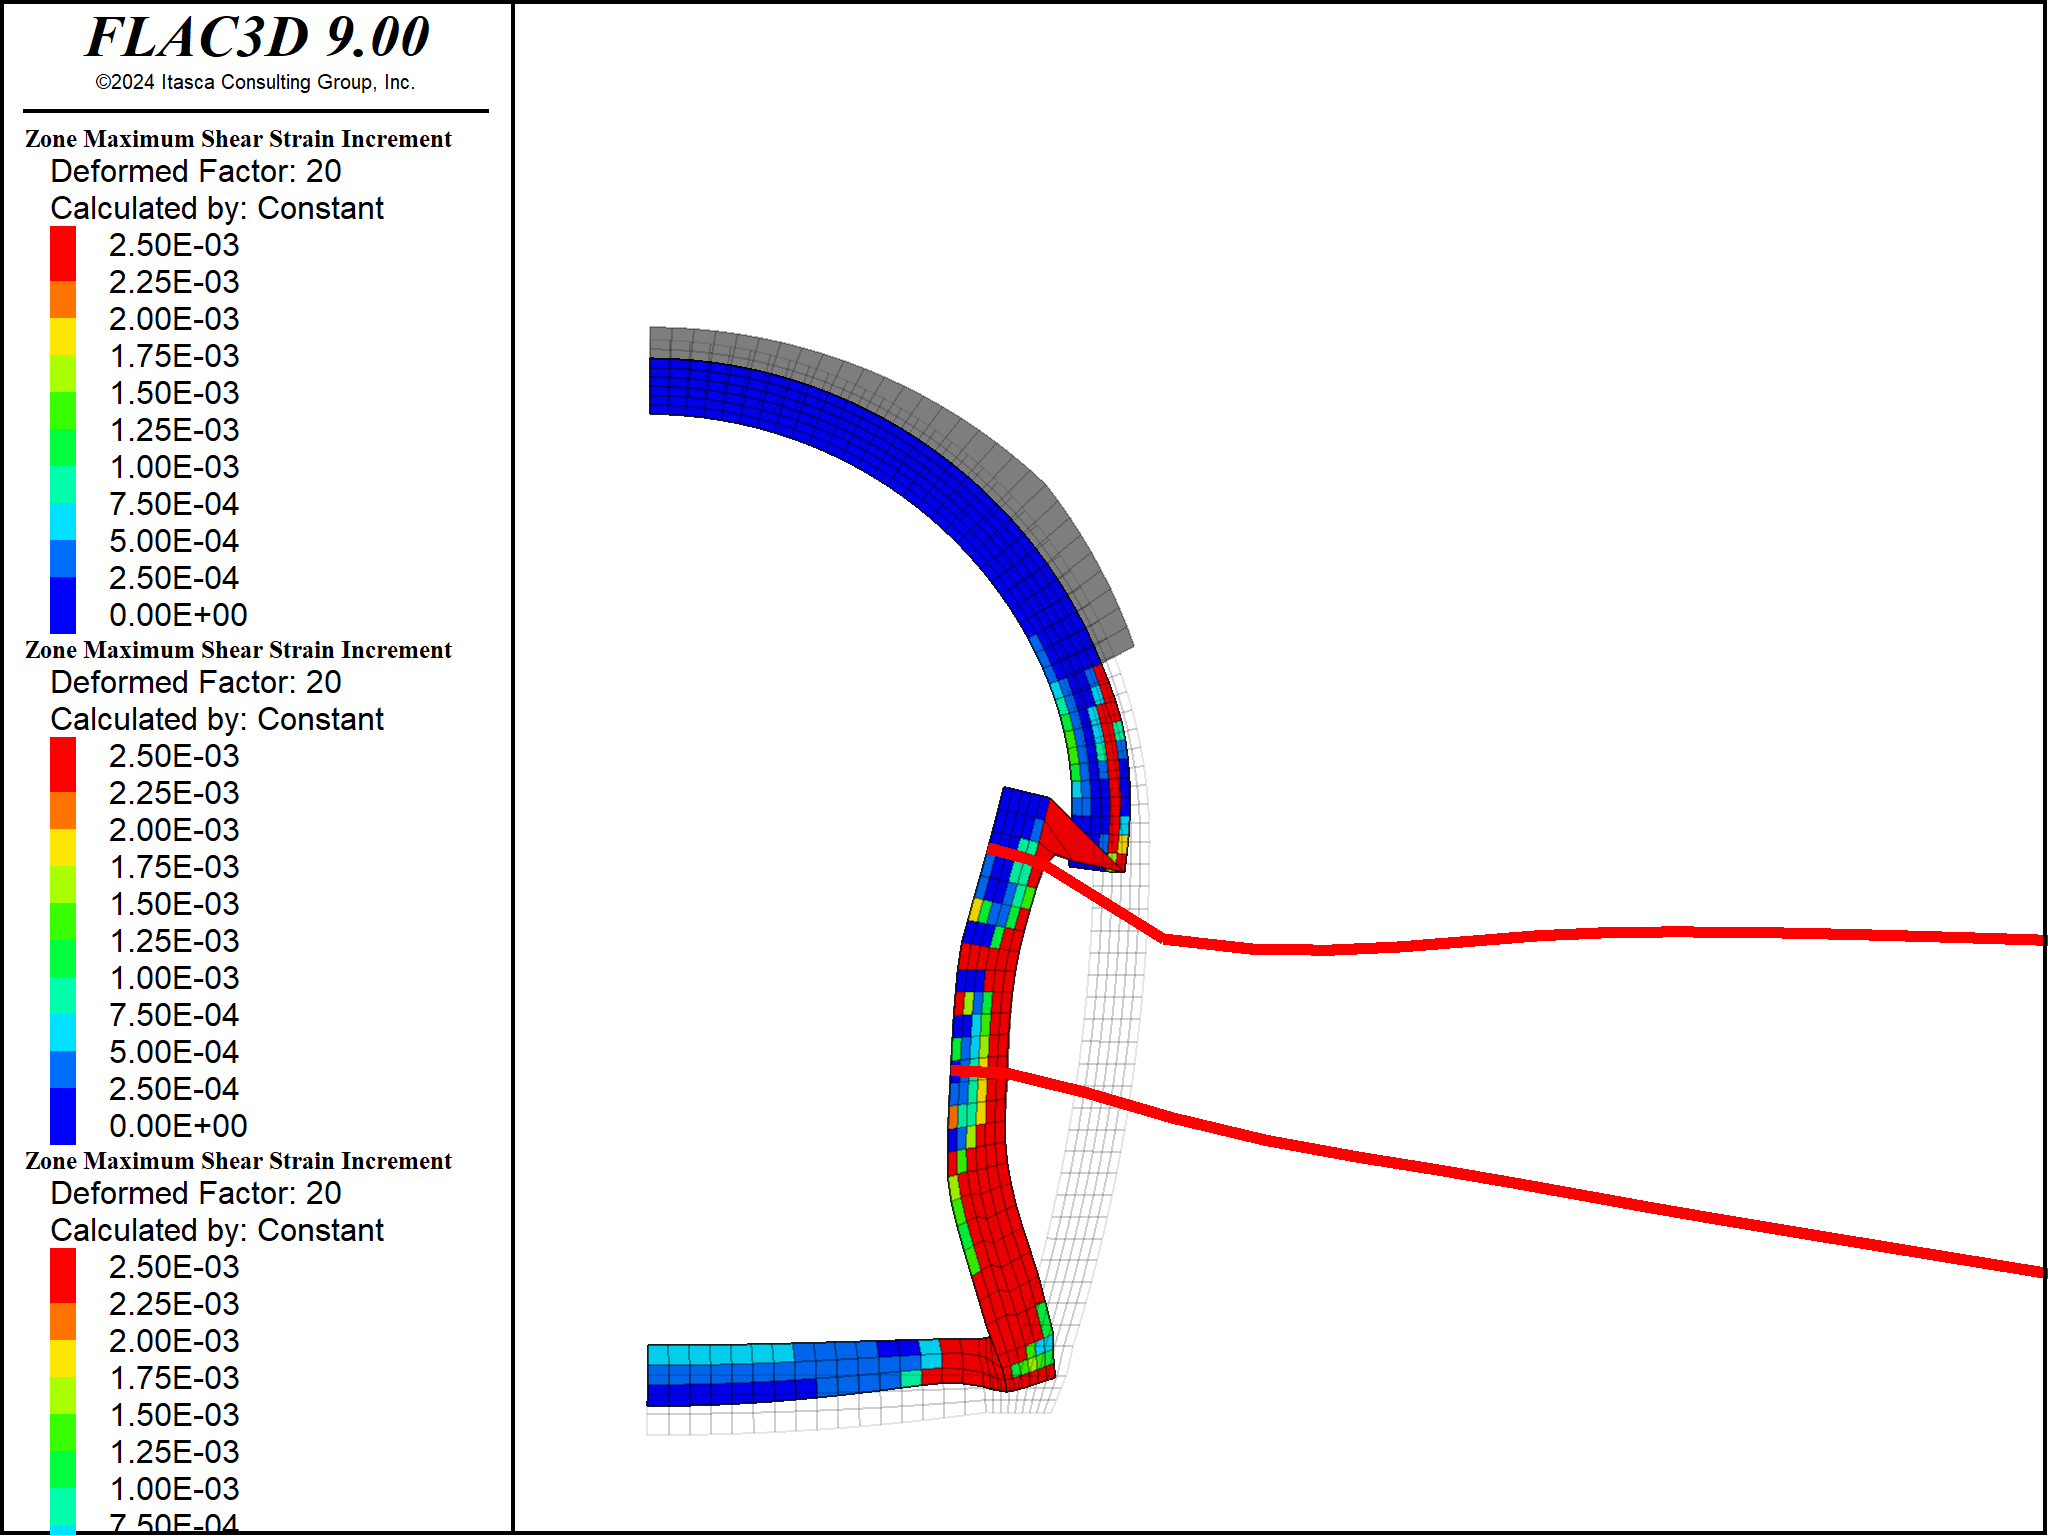 FLAC3D 9.00
©2024 Itasca Consulting Group, Inc.
Zone Maximum Shear Strain Increment
Deformed Factor: 20
Calculated by: Constant
2.50E-03
2.25E-03
2.00E-03
1.75E-03
1.50E-03
1.25E-03
1.00E-03
7.50E-04
5.00E-04
2.50E-04
0.00E+00
Zone Maximum Shear Strain Increment
Deformed Factor: 20
Calculated by: Constant
2.50E-03
2.25E-03
2.00E-03
1.75E-03
1.50E-03
1.25E-03
1.00E-03
7.50E-04
5.00E-04
2.50E-04
0.00E+00
Zone Maximum Shear Strain Increment
Deformed Factor: 20
Calculated by: Constant
2.50E-03
2.25E-03
2.00E-03
1.75E-03
1.50E-03
1.25E-03
1.00E-03
7.50E-04